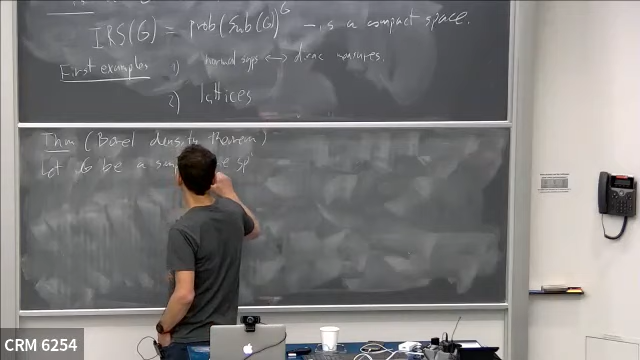 IRS(G) = prob(Sub(G))^G - is a compact space.
First examples 1) normal sgps <-> dirac measures.
2) lattices
Thm (Borel density theorem)
Let G be a
CRM 6254